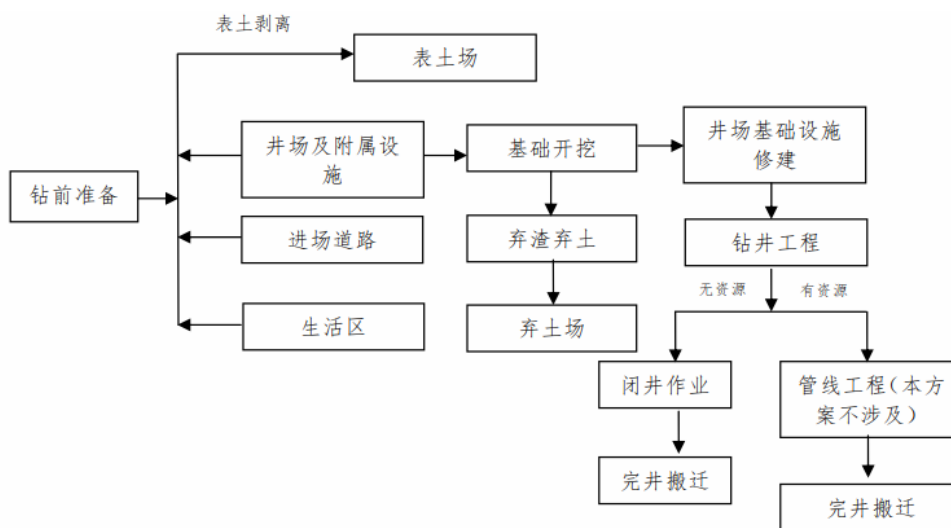 表土剥离
表土场
井场及附属设
施
基础开挖
井场基础设施
修建
钻前准备
进场道路
弃渣弃土
钻井工程
无资源
有资源
生活区
弃土场
闭井作业
管线工程(本方
案不涉及)
完井搬迁
完井搬迁